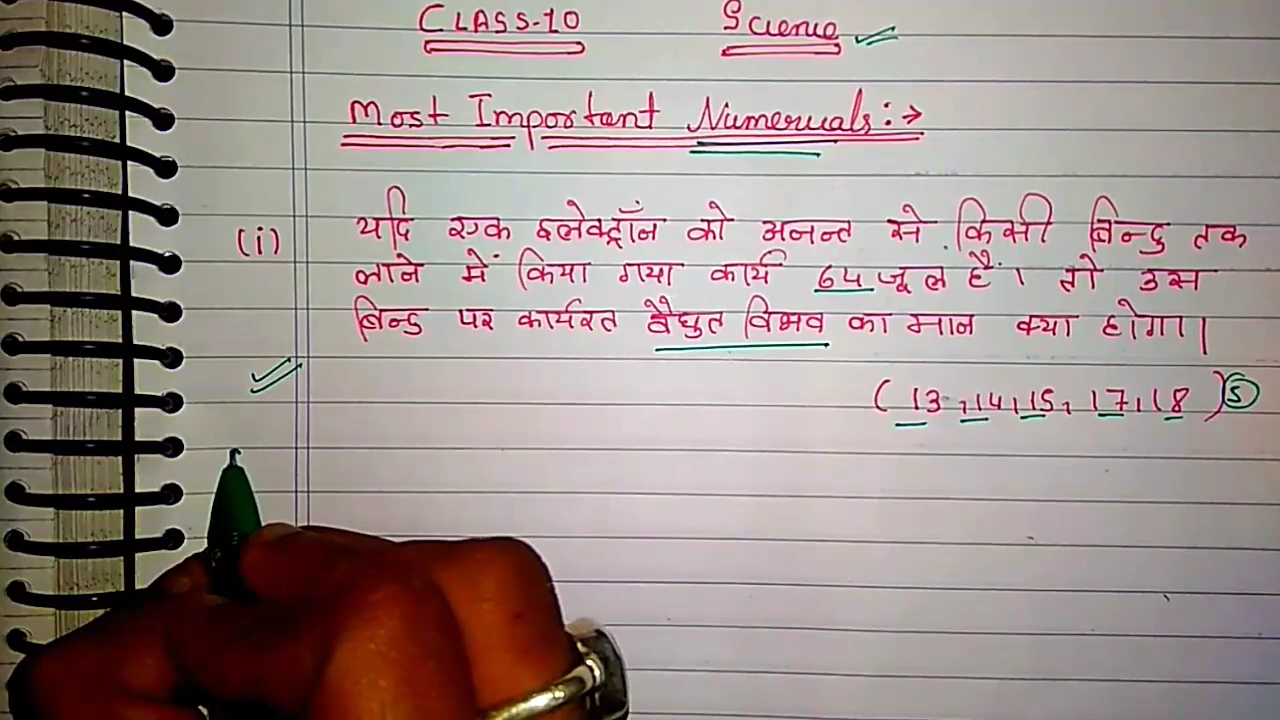 CLASS-10 Science
Most Important Numericals:→
(i) यदि एक इलेक्ट्रॉन को अनन्त से किसी बिन्दु तक
लाने में किया गया कार्य 64 जूल है। तो उस
बिन्दु पर कार्यरत वैद्युत विभव का मान क्या होगा।
(13, 14, 15, 17, 18) 5